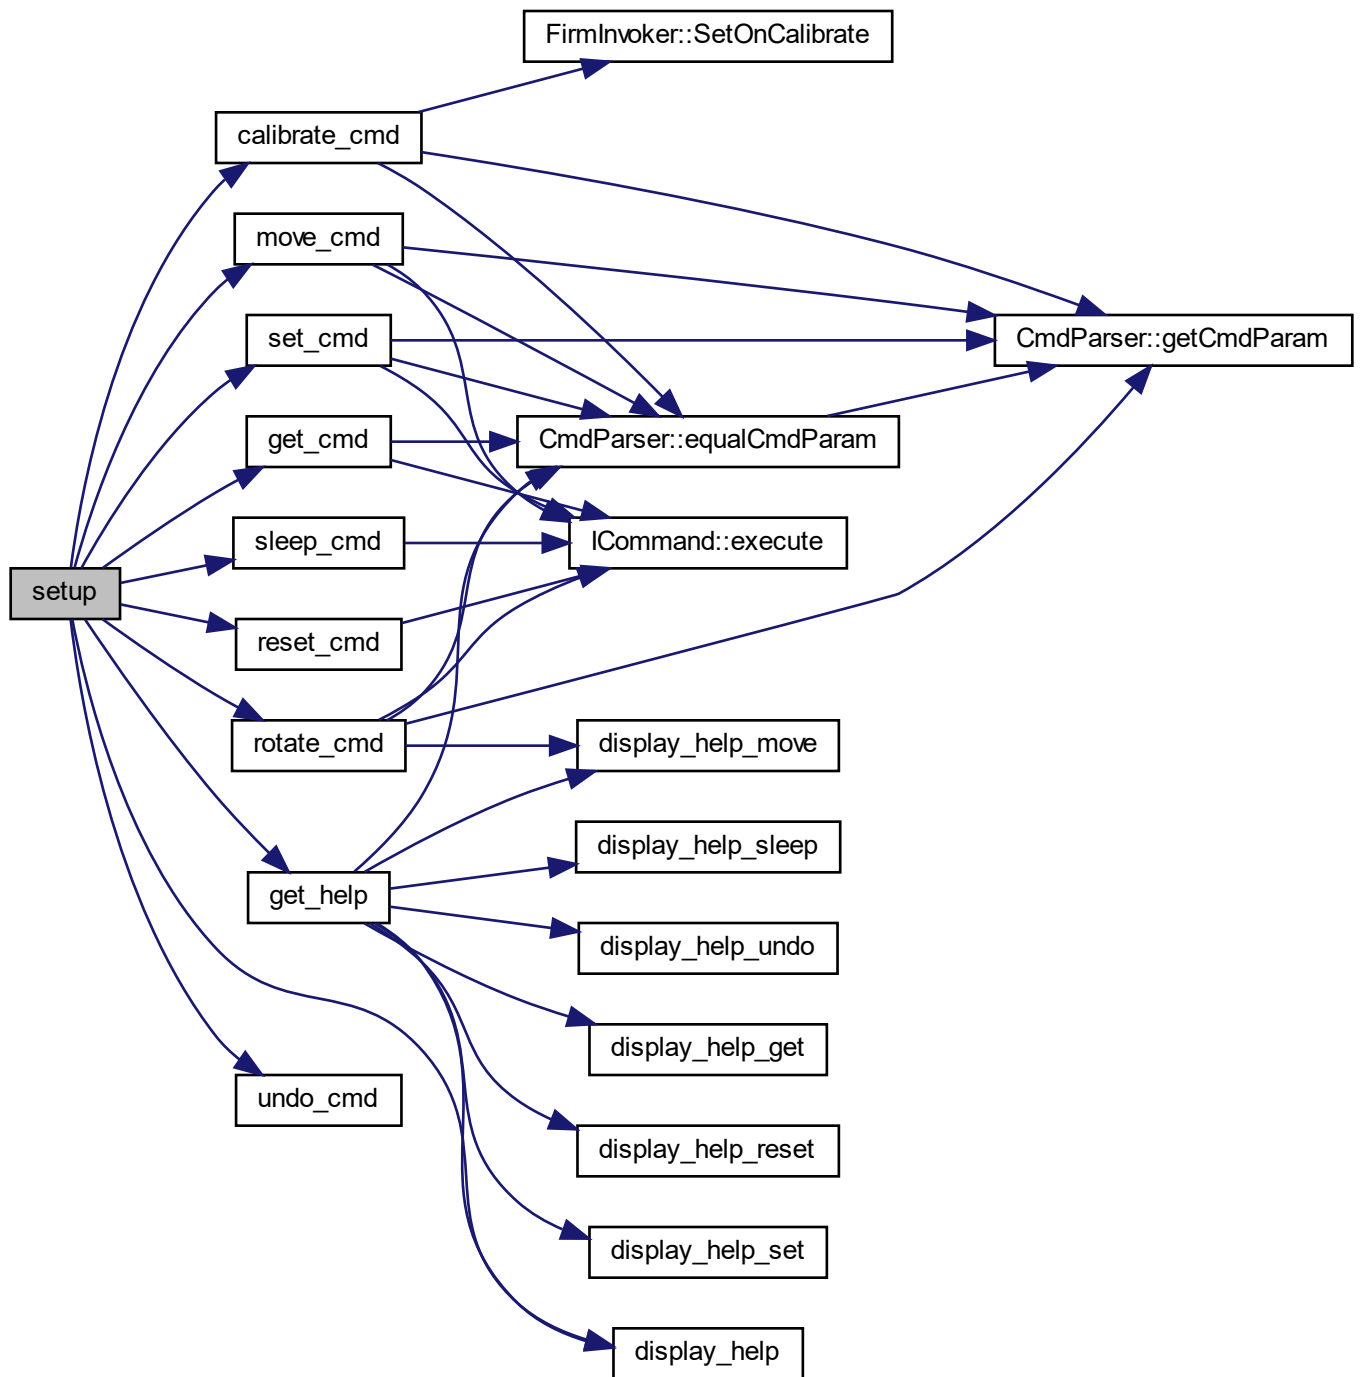 FirmInvoker::SetOnCalibrate
calibrate_cmd
move_cmd
set_cmd
CmdParser::getCmdParam
get_cmd
CmdParser::equalCmdParam
sleep_cmd
ICommand::execute
setup
reset_cmd
rotate_cmd
display_help_move
display_help_sleep
get_help
display_help_undo
display_help_get
undo_cmd
display_help_reset
display_help_set
display_help